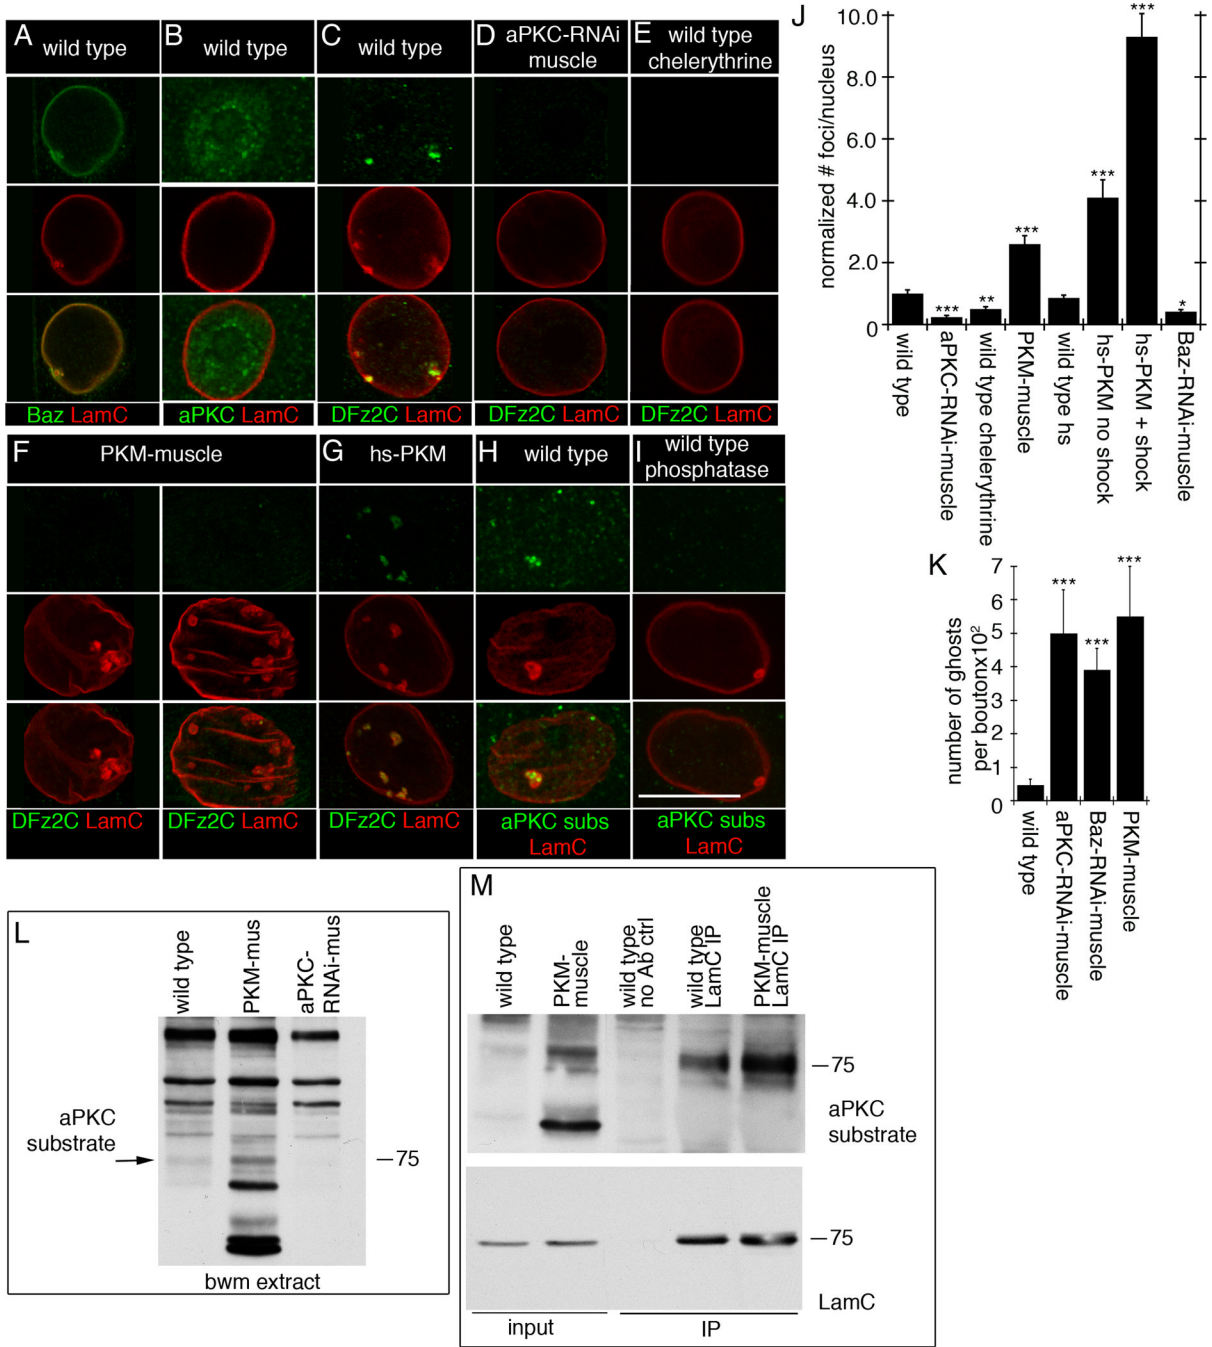 A
wild type
B
wild type
C
wild type
D
aPKC-RNAi
muscle
E
wild type
chelerythrine
Baz LamC
aPKC LamC
DFz2C LamC
DFz2C LamC
DFz2C LamC
F
PKM-muscle
G
hs-PKM
H
wild type
I
wild type
phosphatase
DFz2C LamC
DFz2C LamC
DFz2C LamC
aPKC subs
LamC
aPKC subs
LamC
J
normalized # foci/nucleus
10.0
8.0
6.0
4.0
2.0
0
***
**
***
***
***
*
wild type
aPKC-RNAi-muscle
wild type chelerythrine
PKM-muscle
wild type hs
hs-PKM no shock
hs-PKM + shock
Baz-RNAi-muscle
K
number of ghosts
per boutonx10²
7
6
5
4
3
2
1
0
***
***
***
wild type
aPKC-RNAi-muscle
Baz-RNAi-muscle
PKM-muscle
L
wild type
PKM-mus
aPKC-
RNAi-mus
aPKC
substrate
–75
bwm extract
M
wild type
PKM-
muscle
wild type
no Ab ctrl
wild type
LamC IP
PKM-muscle
LamC IP
–75
aPKC
substrate
–75
LamC
input
IP